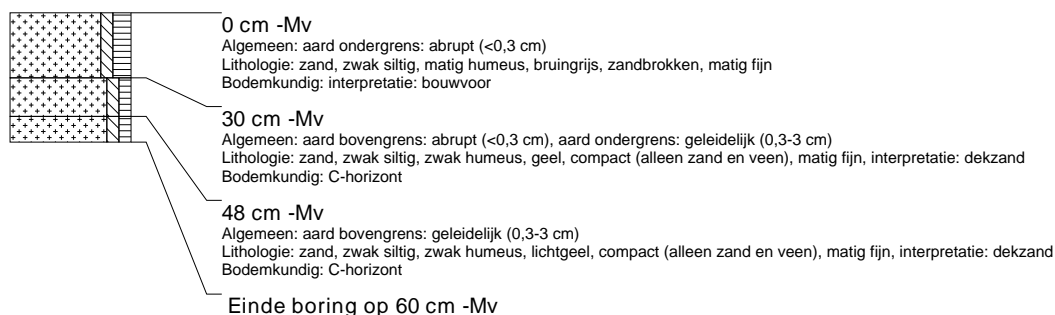 0 cm -Mv
Algemeen: aard ondergrens: abrupt (<0,3 cm)
Lithologie: zand, zwak siltig, matig humeus, bruingrijs, zandbrokken, matig fijn
Bodemkundig: interpretatie: bouwvoor
30 cm -Mv
Algemeen: aard bovengrens: abrupt (<0,3 cm), aard ondergrens: geleidelijk (0,3-3 cm)
Lithologie: zand, zwak siltig, zwak humeus, geel, compact (alleen zand en veen), matig fijn, interpretatie: dekzand
Bodemkundig: C-horizont
48 cm -Mv
Algemeen: aard bovengrens: geleidelijk (0,3-3 cm)
Lithologie: zand, zwak siltig, zwak humeus, lichtgeel, compact (alleen zand en veen), matig fijn, interpretatie: dekzand
Bodemkundig: C-horizont
Einde boring op 60 cm -Mv